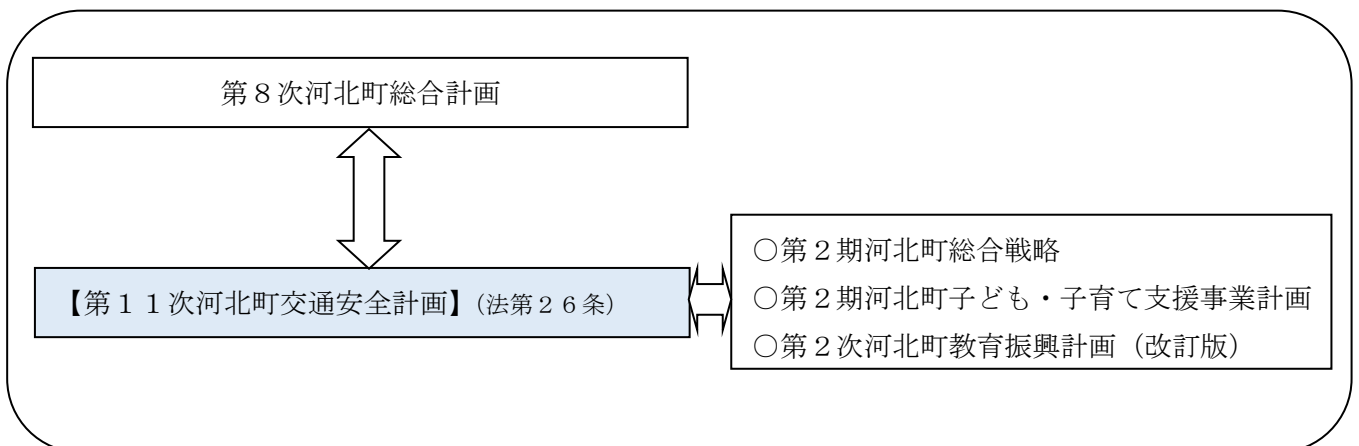 第８次河北町総合計画
【第１１次河北町交通安全計画】（法第２６条）
○第２期河北町総合戦略
○第２期河北町子ども・子育て支援事業計画
○第２次河北町教育振興計画（改訂版）